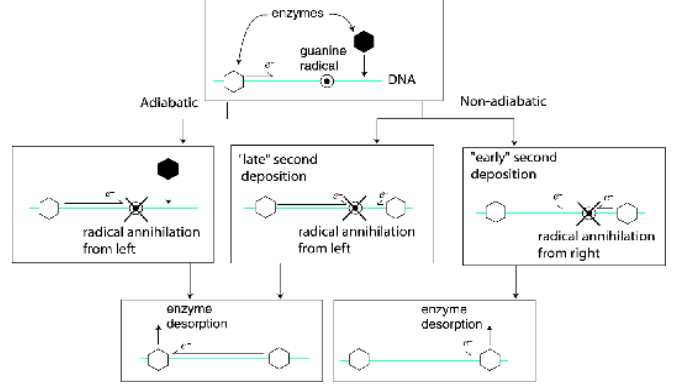 enzymes
guanine
radical
e-
DNA
Adiabatic
Non-adiabatic
e-
radical annihilation
from left
"late" second
deposition
e-
e-
radical annihilation
from left
"early" second
deposition
e-
e-
radical annihilation
from right
enzyme
desorption
e-
enzyme
desorption
e-